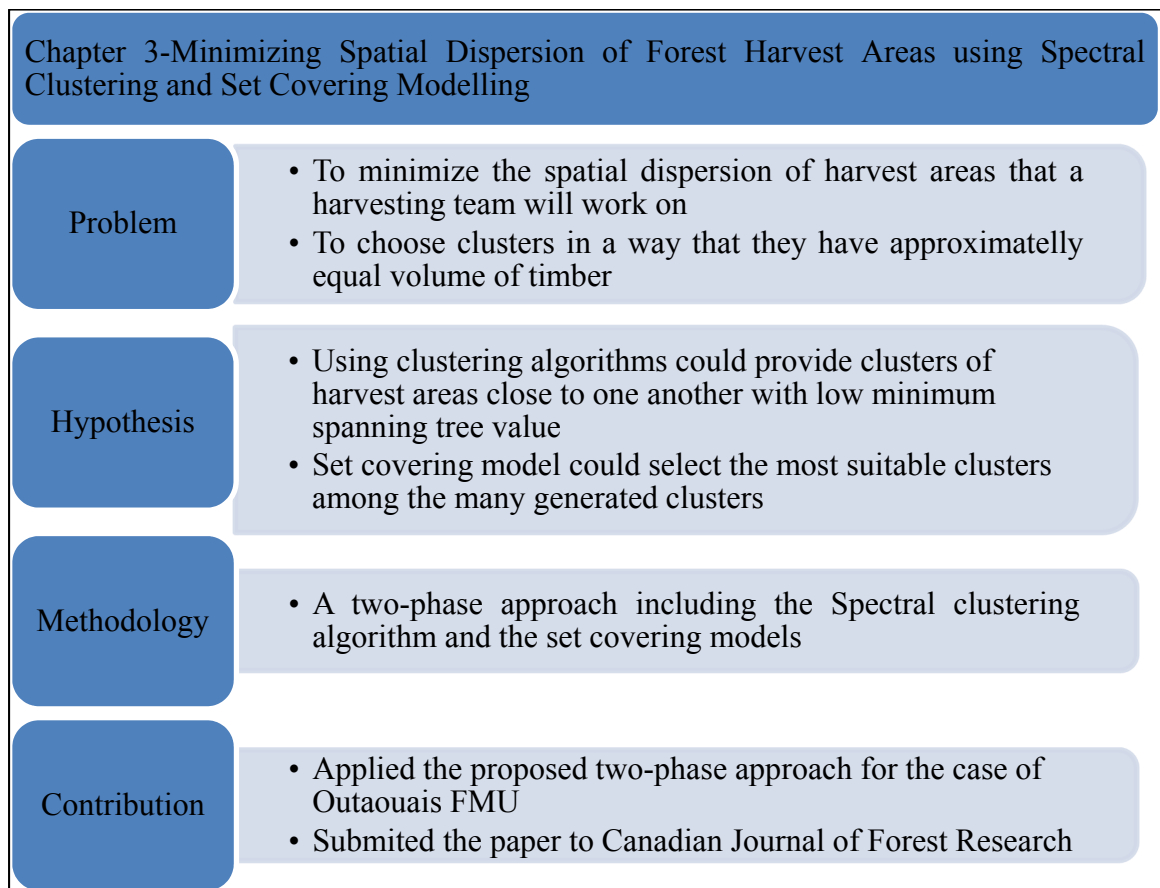 Chapter 3-Minimizing Spatial Dispersion of Forest Harvest Areas using Spectral
Clustering and Set Covering Modelling
Problem
• To minimize the spatial dispersion of harvest areas that a
harvesting team will work on
• To choose clusters in a way that they have approximatelly
equal volume of timber
Hypothesis
• Using clustering algorithms could provide clusters of
harvest areas close to one another with low minimum
spanning tree value
• Set covering model could select the most suitable clusters
among the many generated clusters
Methodology
• A two-phase approach including the Spectral clustering
algorithm and the set covering models
Contribution
• Applied the proposed two-phase approach for the case of
Outaouais FMU
• Submited the paper to Canadian Journal of Forest Research